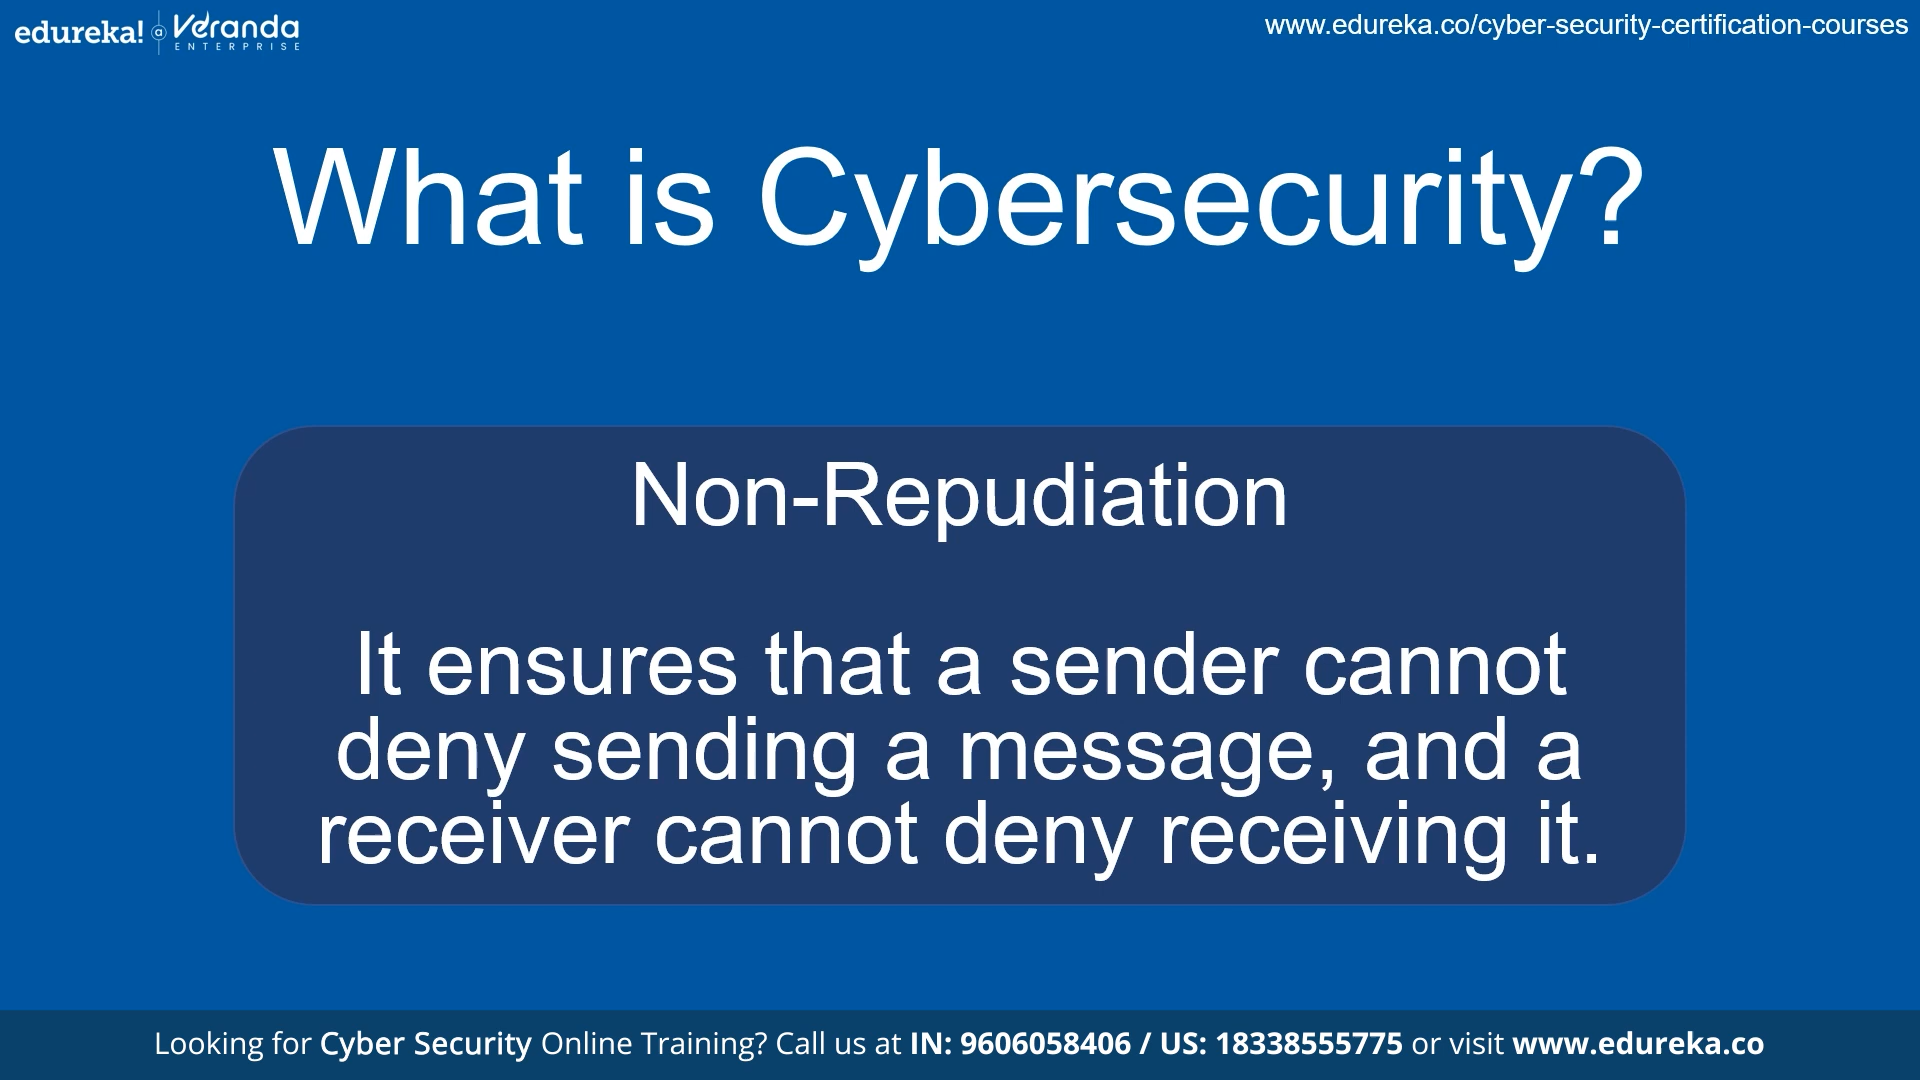 edureka! a Veranda
ENTERPRISE
www.edureka.co/cyber-security-certification-courses
What is Cybersecurity?
Non-Repudiation
It ensures that a sender cannot
deny sending a message, and a
receiver cannot deny receiving it.
Looking for Cyber Security Online Training? Call us at IN: 9606058406 / US: 18338555775 or visit www.edureka.co